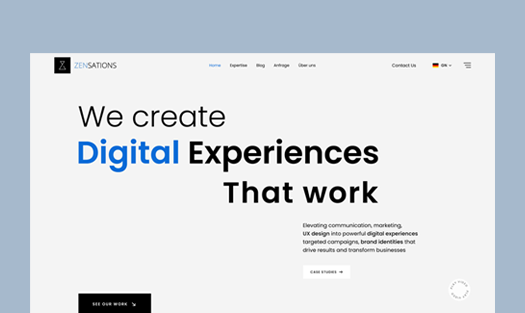 ZENSATIONS
Home Expertise Blog Anfrage Über uns Contact Us EN
We create
Digital Experiences
That work
Elevating communication, marketing,
UX design into powerful digital experiences
targeted campaigns, brand identities that
drive results and transform businesses
CASE STUDIES
SEE OUR WORK